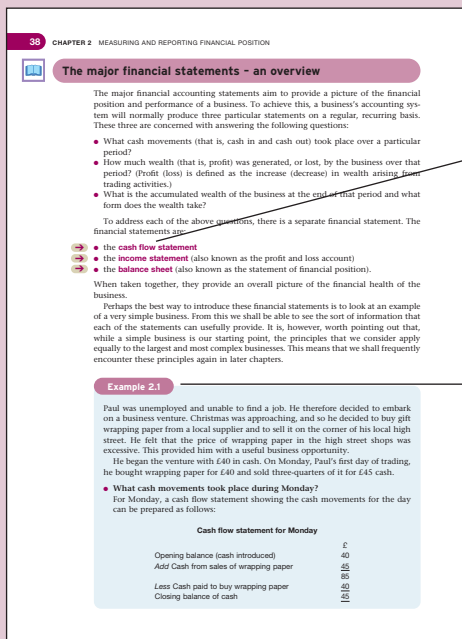 38 CHAPTER 2 MEASURING AND REPORTING FINANCIAL POSITION
The major financial statements – an overview
The major financial accounting statements aim to provide a picture of the financial
position and performance of a business. To achieve this, a business's accounting sys-
tem will normally produce three particular statements on a regular, recurring basis.
These three are concerned with answering the following questions:
● What cash movements (that is, cash in and cash out) took place over a particular
period?
● How much wealth (that is, profit) was generated, or lost, by the business over that
period? (Profit (loss) is defined as the increase (decrease) in wealth arising from
trading activities.)
● What is the accumulated wealth of the business at the end of that period and what
form does the wealth take?
To address each of the above questions, there is a separate financial statement. The
financial statements are:
➔ ● the cash flow statement
➔ ● the income statement (also known as the profit and loss account)
➔ ● the balance sheet (also known as the statement of financial position).
When taken together, they provide an overall picture of the financial health of the
business.
Perhaps the best way to introduce these financial statements is to look at an example
of a very simple business. From this we shall be able to see the sort of information that
each of the statements can usefully provide. It is, however, worth pointing out that,
while a simple business is our starting point, the principles that we consider apply
equally to the largest and most complex businesses. This means that we shall frequently
encounter these principles again in later chapters.
Example 2.1
Paul was unemployed and unable to find a job. He therefore decided to embark
on a business venture. Christmas was approaching, and so he decided to buy gift
wrapping paper from a local supplier and to sell it on the corner of his local high
street. He felt that the price of wrapping paper in the high street shops was
excessive. This provided him with a useful business opportunity.
He began the venture with £40 in cash. On Monday, Paul's first day of trading,
he bought wrapping paper for £40 and sold three-quarters of it for £45 cash.
● What cash movements took place during Monday?
For Monday, a cash flow statement showing the cash movements for the day
can be prepared as follows:
Cash flow statement for Monday
£
Opening balance (cash introduced) 40
Add Cash from sales of wrapping paper 45
85
Less Cash paid to buy wrapping paper 40
Closing balance of cash 45